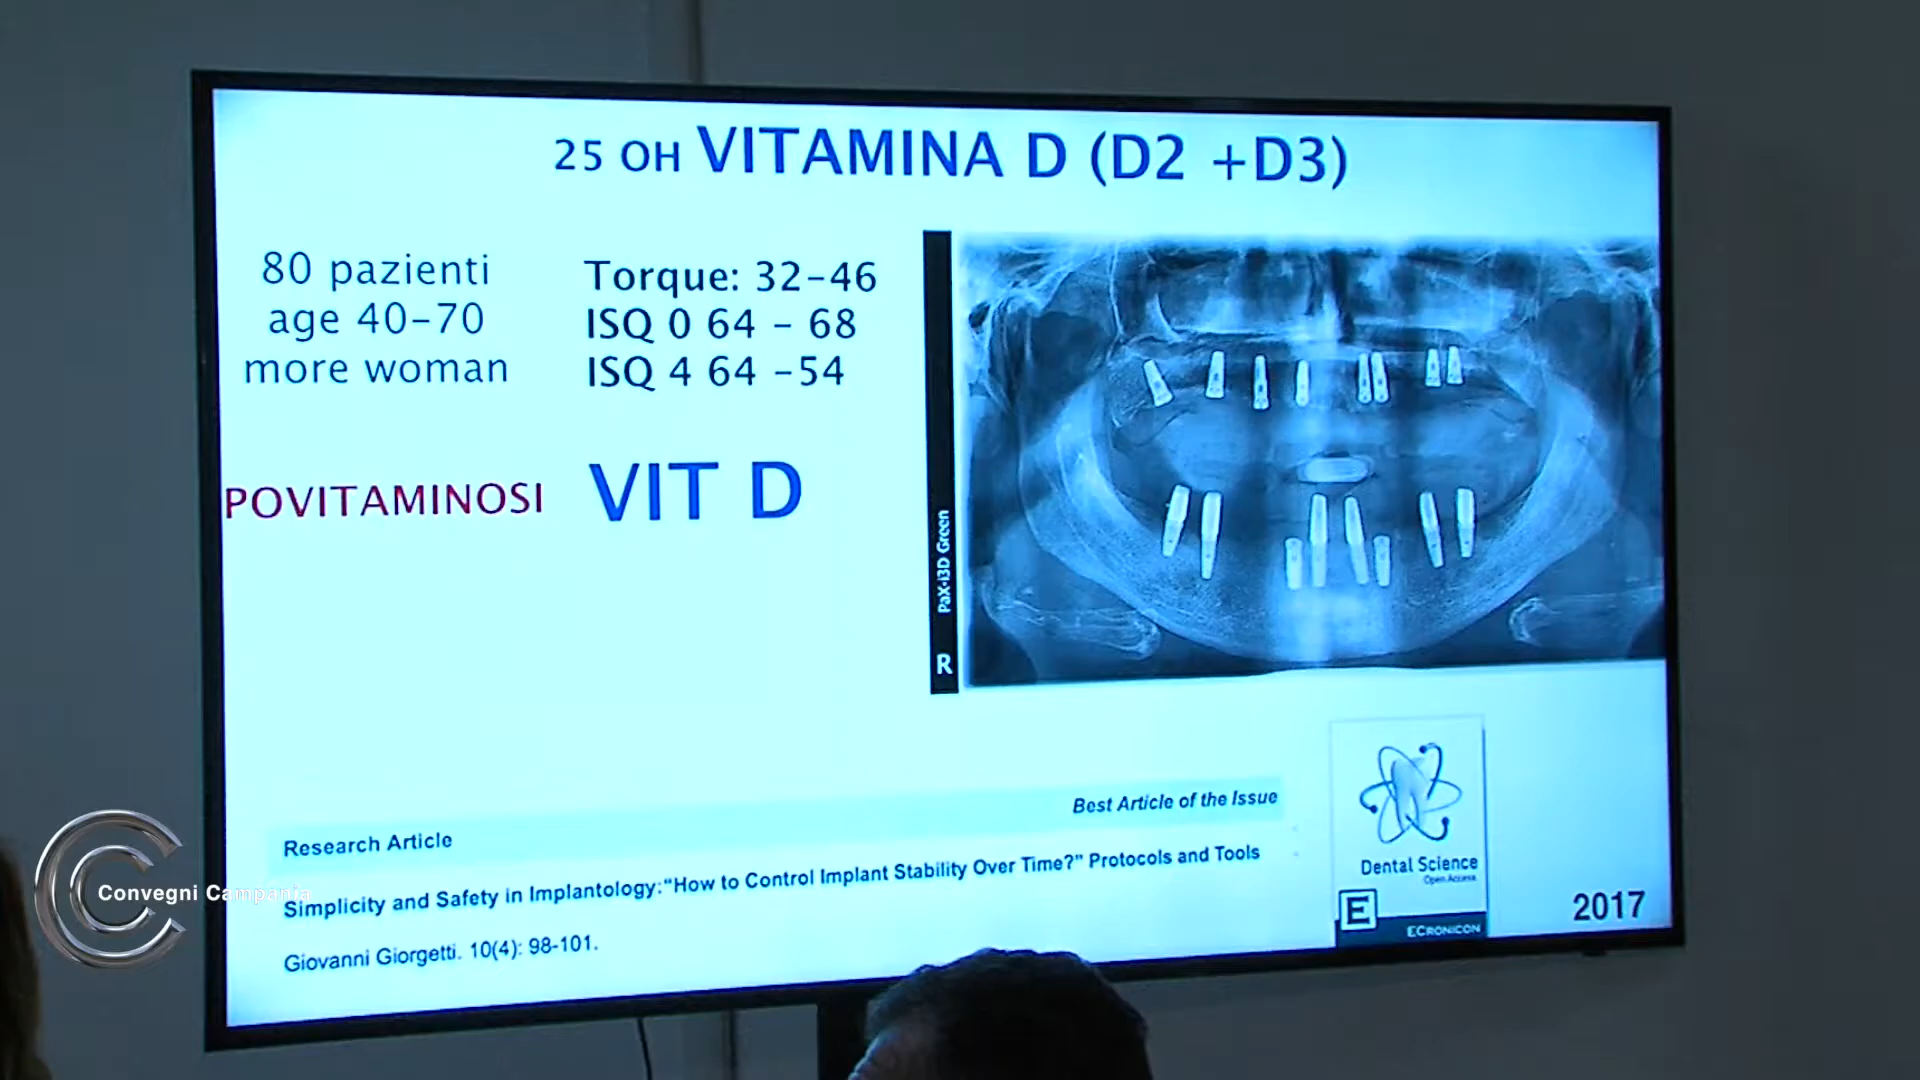 25 OH VITAMINA D (D2 +D3)
80 pazienti
age 40-70
more woman
Torque: 32-46
ISQ 0 64 - 68
ISQ 4 64 -54
POVITAMINOSI VIT D
PaX-i3D Green
R
Best Article of the Issue
Research Article
Simplicity and Safety in Implantology:"How to Control Implant Stability Over Time?" Protocols and Tools
Giovanni Giorgetti. 10(4): 98-101.
Dental Science
Open Access
E
ECRONICON
2017
Convegni Campania